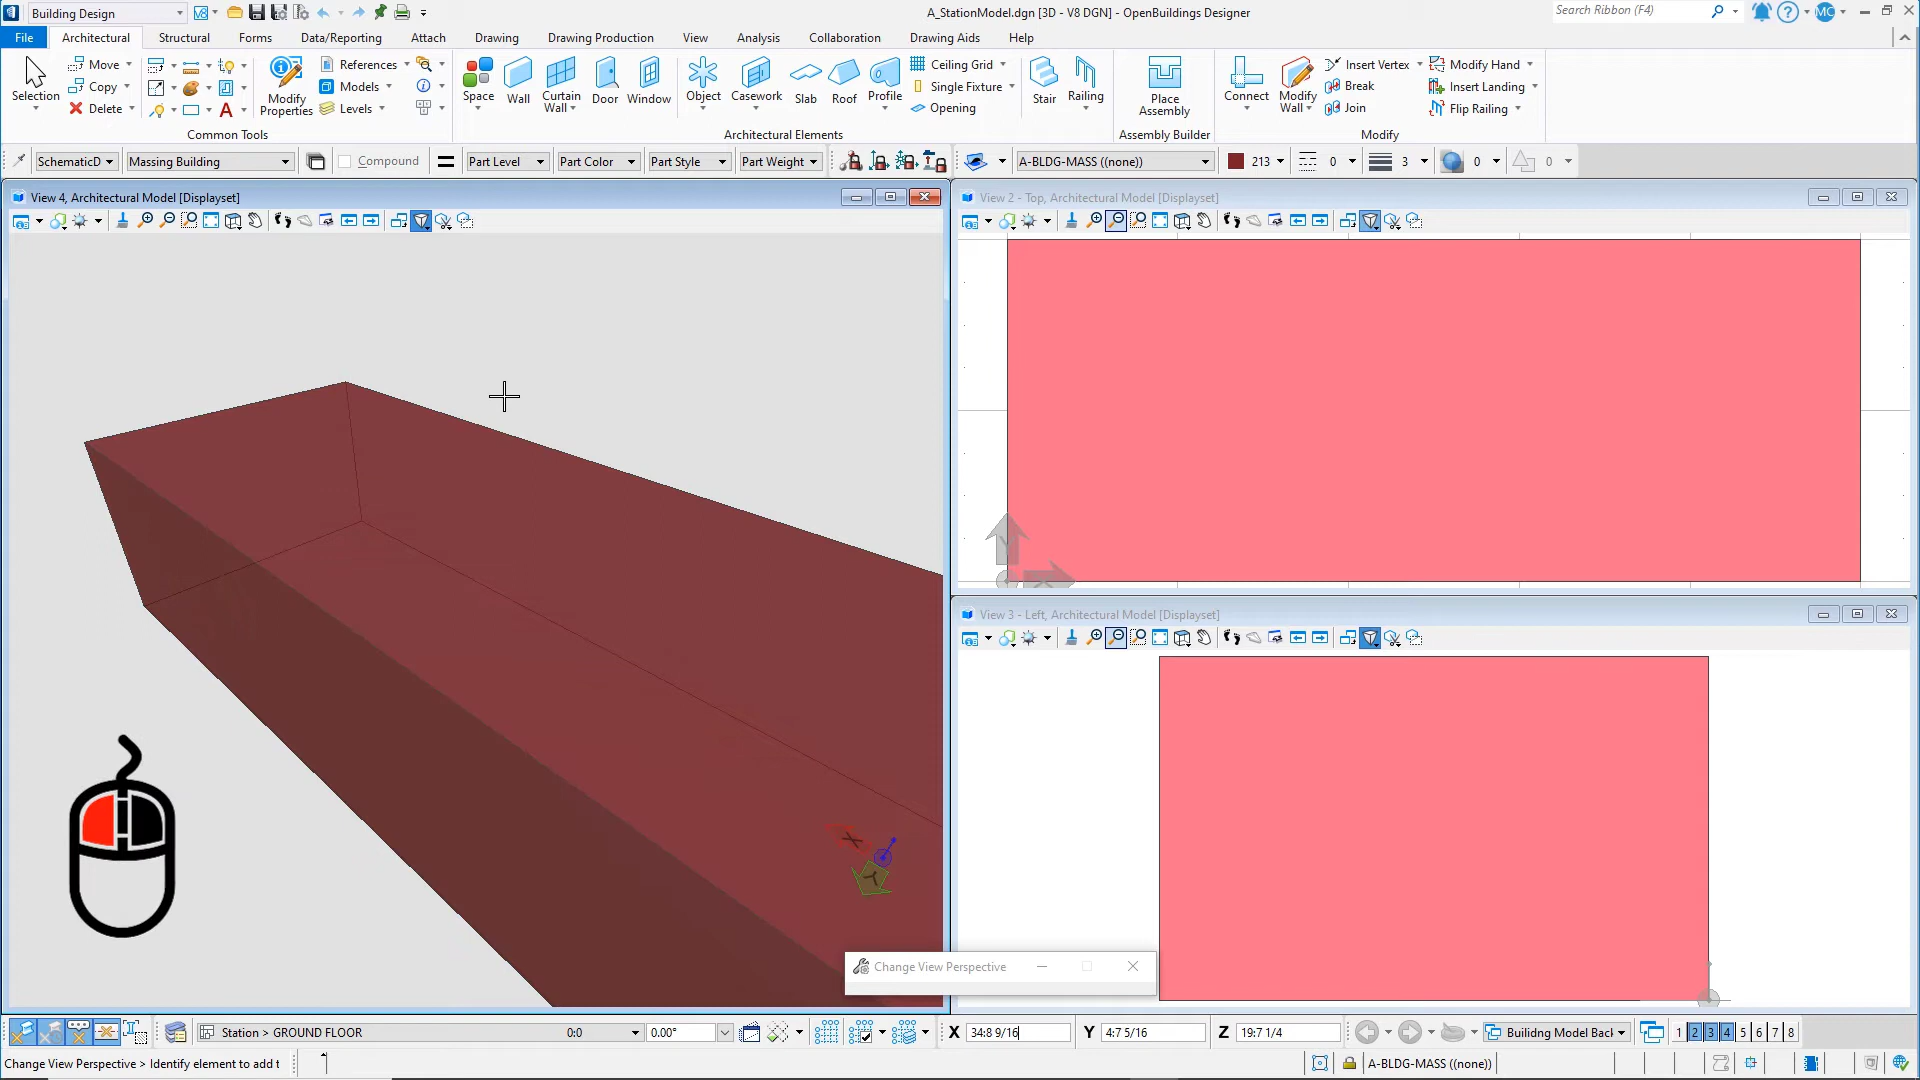 Building Design
A_StationModel.dgn [3D - V8 DGN] - OpenBuildings Designer
Search Ribbon (F4)
MC
File
Architectural
Structural
Forms
Data/Reporting
Attach
Drawing
Drawing Production
View
Analysis
Collaboration
Drawing Aids
Help
Selection
Move
Copy
Delete
Modify
Properties
References
Models
Levels
Common Tools
Space
Wall
Curtain
Wall
Door
Window
Object
Casework
Slab
Roof
Profile
Ceiling Grid
Single Fixture
Opening
Architectural Elements
Stair
Railing
Place
Assembly
Assembly Builder
Connect
Modify
Wall
Insert Vertex
Break
Join
Modify Hand
Insert Landing
Flip Railing
Modify
SchematicD
Massing Building
Compound
Part Level
Part Color
Part Style
Part Weight
A-BLDG-MASS ((none))
213
0
3
0
0
View 4, Architectural Model [Displayset]
View 2 - Top, Architectural Model [Displayset]
View 3 - Left, Architectural Model [Displayset]
X
Y
Change View Perspective
Station > GROUND FLOOR
0:0
0.00°
X
34:8 9/16
Y
4:7 5/16
Z
19:7 1/4
Builidng Model Back
1
2
3
4
5
6
7
8
Change View Perspective > Identify element to add t
A-BLDG-MASS ((none))